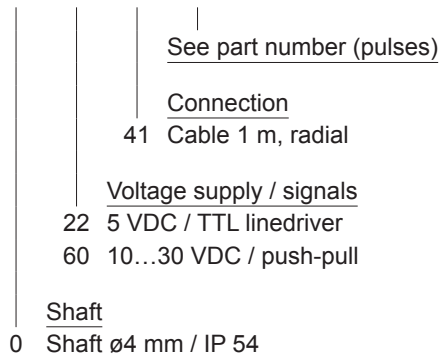 See part number (pulses)
Connection
41 Cable 1 m, radial
Voltage supply / signals
22 5 VDC / TTL linedriver
60 10…30 VDC / push-pull
Shaft
0 Shaft ø4 mm / IP 54